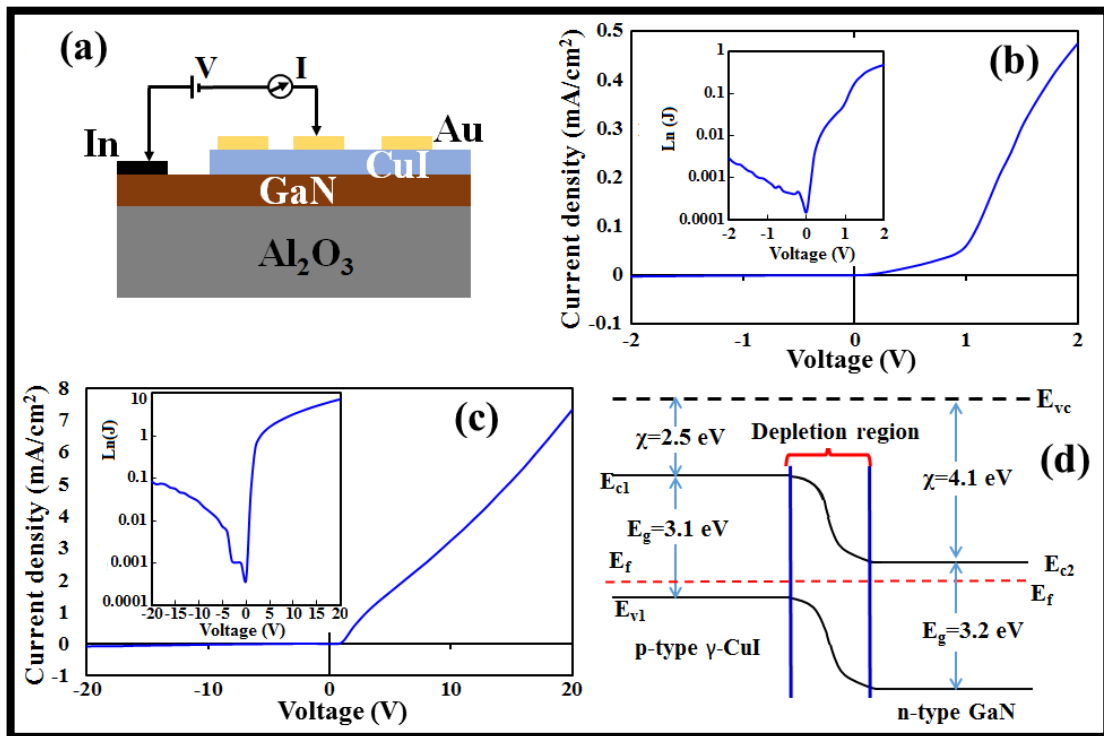 (a)
V
I
In
Au
CuI
GaN
Al₂O₃
(b)
Current density (mA/cm²)
0.5
0.4
0.3
0.2
0.1
0
-0.1
-2
-1
0
1
2
Voltage (V)
Ln (J)
1
0.1
0.01
0.001
0.0001
-2
-1
0
1
2
Voltage (V)
(c)
Current density (mA/cm²)
8
7
6
5
4
3
2
1
0
-1
-20
-10
0
10
20
Voltage (V)
Ln(J)
10
1
0.1
0.01
0.001
0.0001
-20
-15
-10
-5
0
5
10
15
20
Voltage (V)
(d)
Evc
χ=2.5 eV
Depletion region
χ=4.1 eV
Ec1
Eg=3.1 eV
Ef
Ev1
Ec2
Ef
Eg=3.2 eV
p-type γ-CuI
n-type GaN